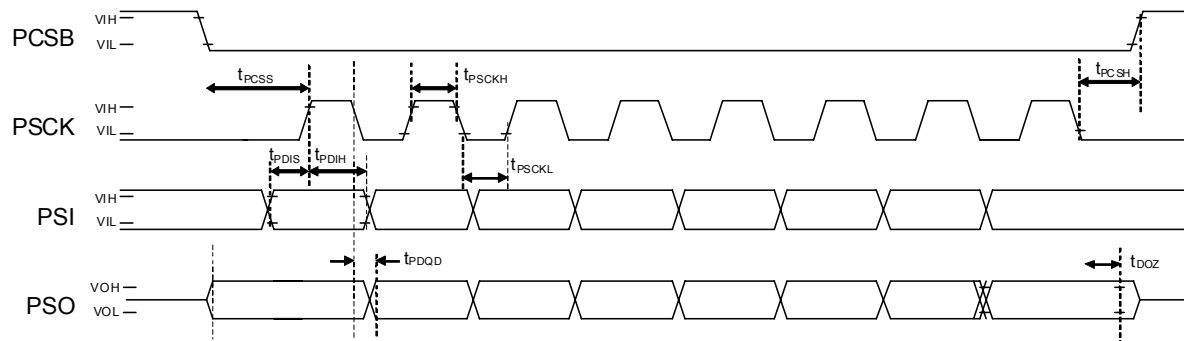 PCSB
VIH
VIL
tPCSS
tPSCKH
tPCSH
PSCK
VIH
VIL
tPDIS
tPDIH
tPSCKL
PSI
VIH
VIL
tPDQD
tDOZ
PSO
VOH
VOL